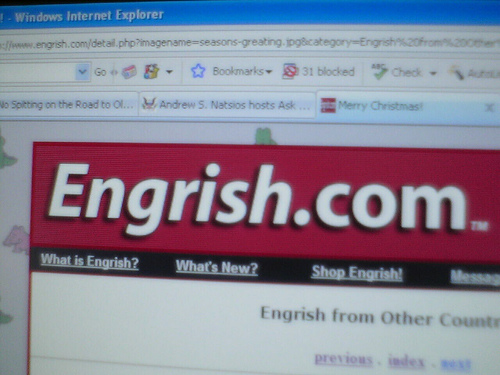 ! - Windows Internet Explorer
://www.engrish.com/detail.php?imagename=seasons-greating.jpg&category=Engrish%20from%20Other
Go Bookmarks 31 blocked Check
No Spitting on the Road to Ol... Andrew S. Natsios hosts Ask ... Merry Christmas! x
Engrish.com™
What is Engrish? What's New? Shop Engrish! Messag
Engrish from Other Countr
previous . index . next